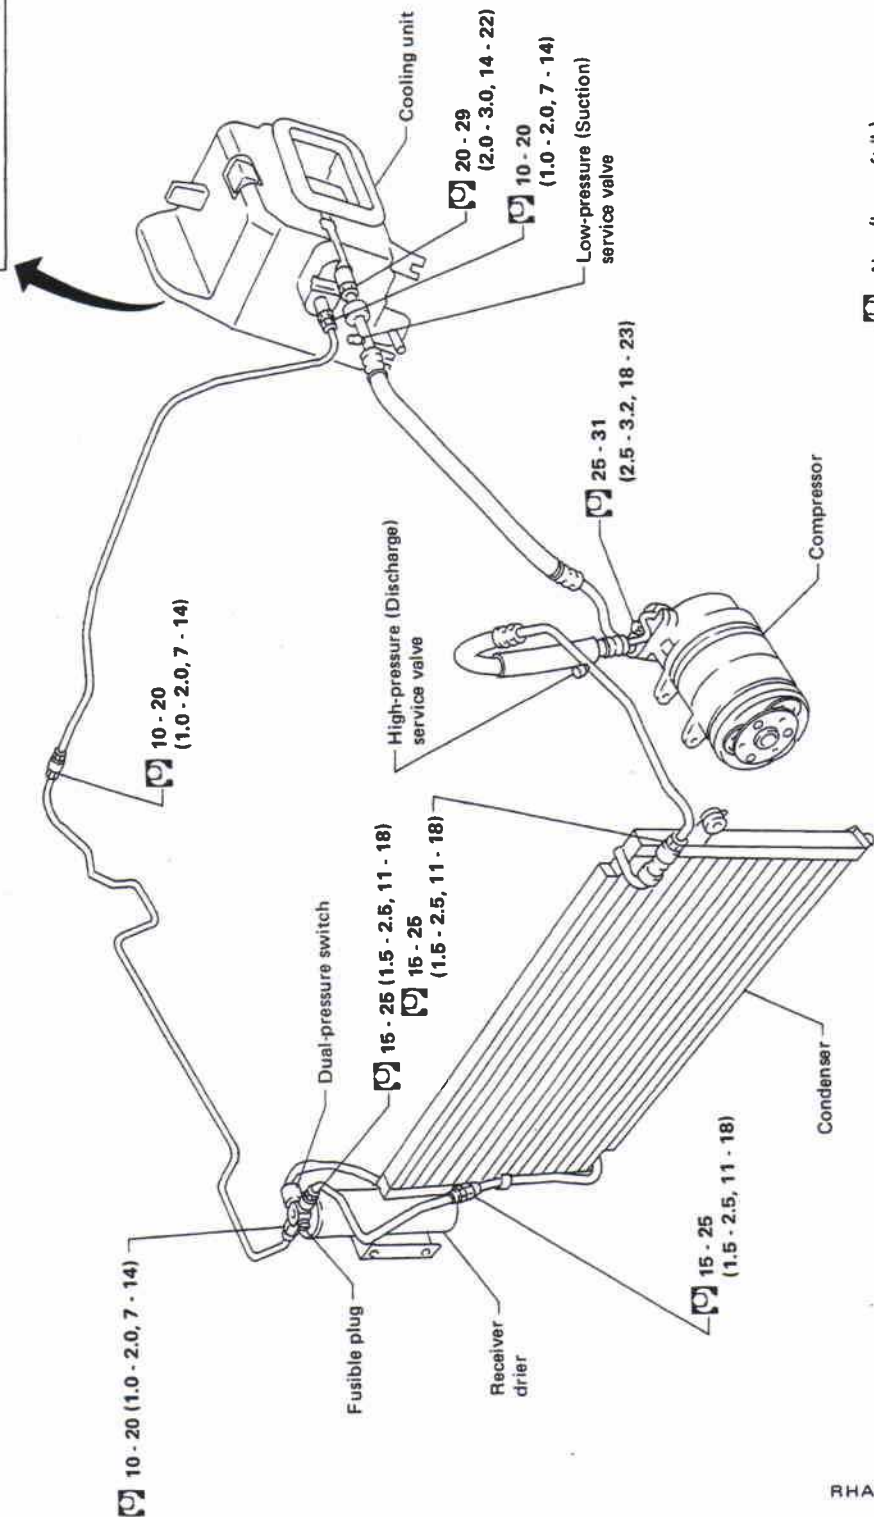 Cooling unit
20 - 29
(2.0 - 3.0, 14 - 22)
10 - 20
(1.0 - 2.0, 7 - 14)
Low-pressure (Suction)
service valve
25 - 31
(2.5 - 3.2, 18 - 23)
Compressor
10 - 20
(1.0 - 2.0, 7 - 14)
High-pressure (Discharge)
service valve
Dual-pressure switch
15 - 25 (1.5 - 2.5, 11 - 18)
15 - 25
(1.5 - 2.5, 11 - 18)
Condenser
10 - 20 (1.0 - 2.0, 7 - 14)
Fusible plug
Receiver
drier
15 - 25
(1.5 - 2.5, 11 - 18)
RHA